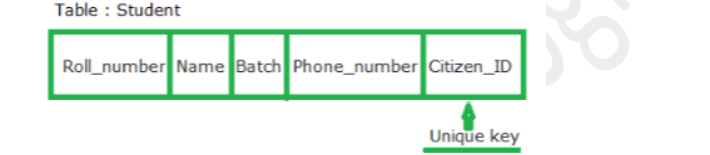 Table : Student
Roll_number Name Batch Phone_number Citizen_ID
Unique key